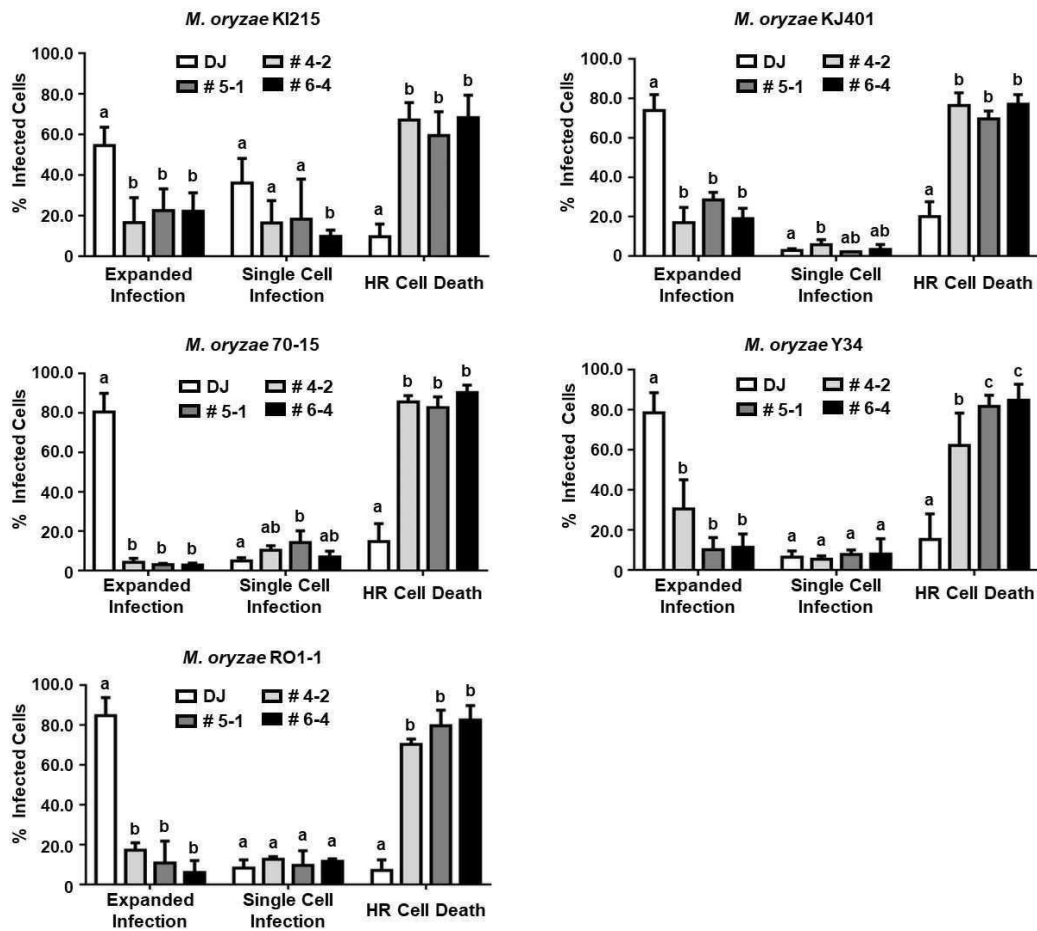 M. oryzae KI215
DJ # 4-2
# 5-1 # 6-4
% Infected Cells
100.0
80.0
60.0
40.0
20.0
0
a b b b a a a b a b b b
Expanded Infection
Single Cell Infection
HR Cell Death
M. oryzae KJ401
DJ # 4-2
# 5-1 # 6-4
% Infected Cells
100.0
80.0
60.0
40.0
20.0
0
a b b b a b ab ab a b b b
Expanded Infection
Single Cell Infection
HR Cell Death
M. oryzae 70-15
DJ # 4-2
# 5-1 # 6-4
% Infected Cells
100.0
80.0
60.0
40.0
20.0
0
a b b b a ab b ab a b b b
Expanded Infection
Single Cell Infection
HR Cell Death
M. oryzae Y34
DJ # 4-2
# 5-1 # 6-4
% Infected Cells
100.0
80.0
60.0
40.0
20.0
0
a b b b a a a a a b c c
Expanded Infection
Single Cell Infection
HR Cell Death
M. oryzae RO1-1
DJ # 4-2
# 5-1 # 6-4
% Infected Cells
100.0
80.0
60.0
40.0
20.0
0
a b b b a a a a a b b b
Expanded Infection
Single Cell Infection
HR Cell Death